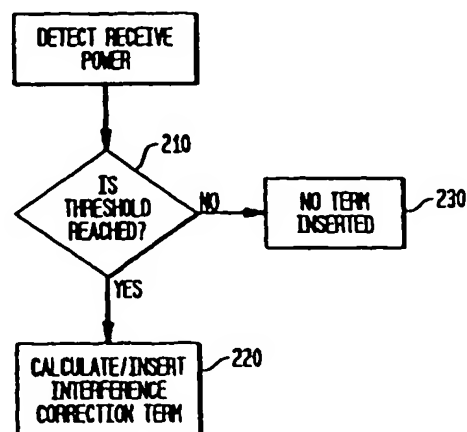 DETECT RECEIVE
POWER
210
IS
THRESHOLD
REACHED?
NO
NO TERM
INSERTED
230
YES
CALCULATE/INSERT
INTERFERENCE
CORRECTION TERM
220